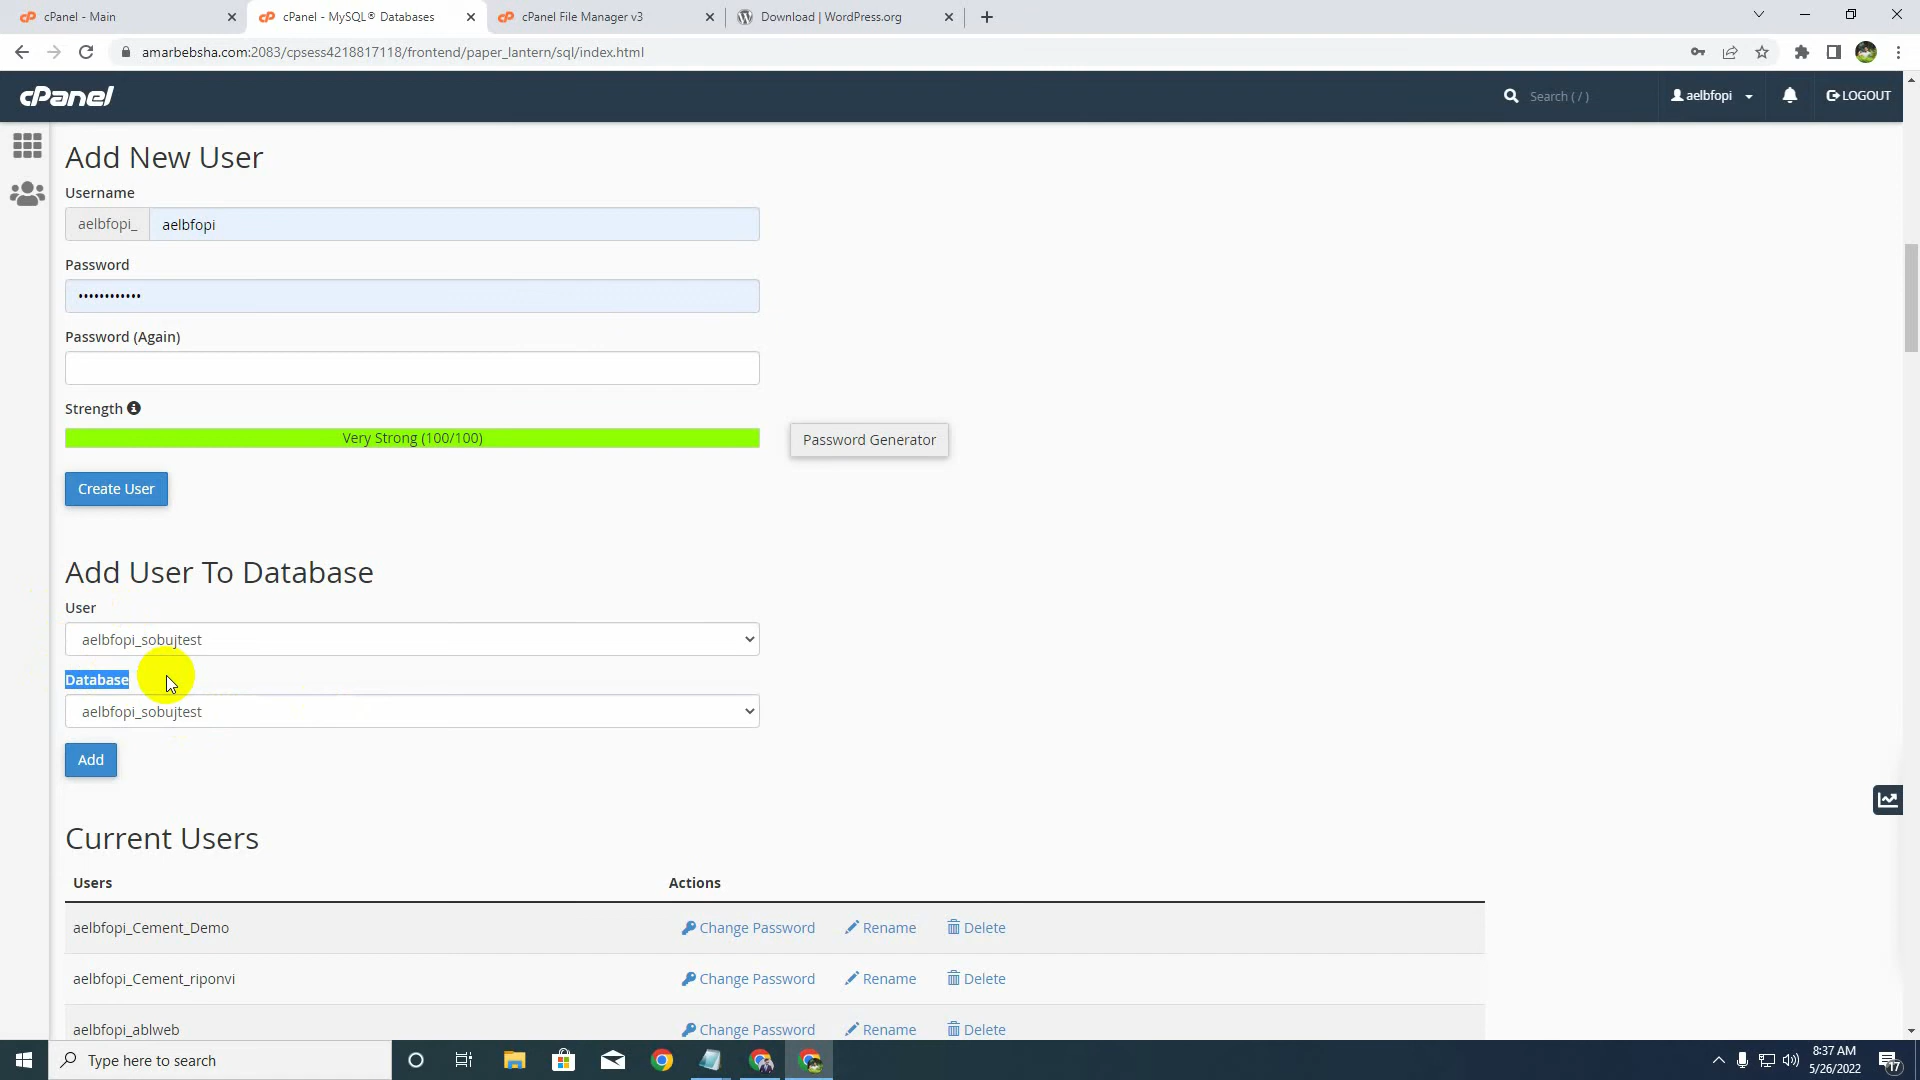 cPanel - Main
cPanel - MySQL® Databases
cPanel File Manager v3
Download | WordPress.org
amarbebsha.com:2083/cpsess4218817118/frontend/paper_lantern/sql/index.html
cPanel
Search ( / )
aelbfopi
LOGOUT
Add New User
Username
aelbfopi_
aelbfopi
Password
••••••••••••
Password (Again)
Strength
Very Strong (100/100)
Password Generator
Create User
Add User To Database
User
aelbfopi_sobujtest
Database
aelbfopi_sobujtest
Add
Current Users
Users Actions
aelbfopi_Cement_Demo Change Password Rename Delete
aelbfopi_Cement_riponvi Change Password Rename Delete
aelbfopi_ablweb Change Password Rename Delete
Type here to search
8:37 AM
5/26/2022
17